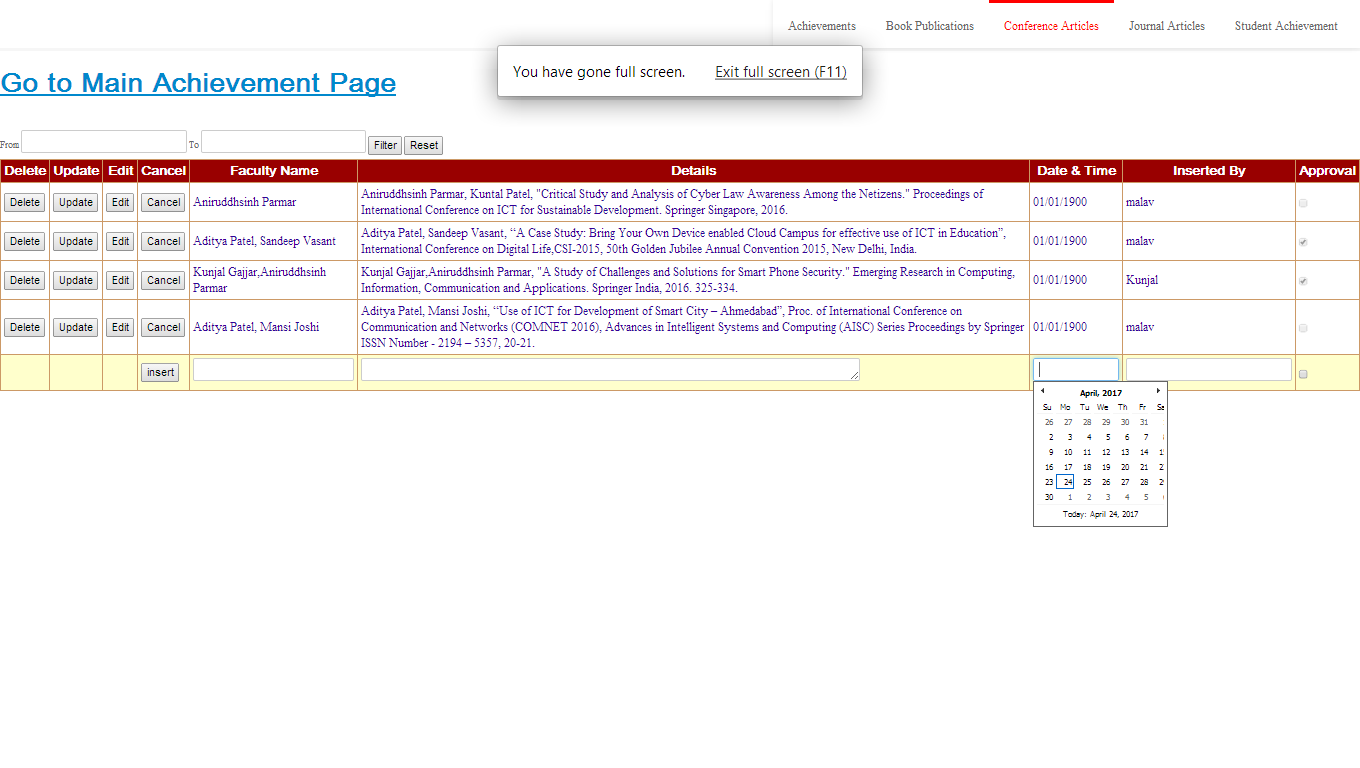 Achievements Book Publications Conference Articles Journal Articles Student Achievement
You have gone full screen. Exit full screen (F11)
Go to Main Achievement Page
From To Filter Reset
Delete Update Edit Cancel Faculty Name Details Date & Time Inserted By Approval
Delete Update Edit Cancel Aniruddhsinh Parmar Aniruddhsinh Parmar, Kuntal Patel, "Critical Study and Analysis of Cyber Law Awareness Among the Netizens." Proceedings of 01/01/1900 malav
International Conference on ICT for Sustainable Development. Springer Singapore, 2016.
Delete Update Edit Cancel Aditya Patel, Sandeep Vasant Aditya Patel, Sandeep Vasant, “A Case Study: Bring Your Own Device enabled Cloud Campus for effective use of ICT in Education”, 01/01/1900 malav
International Conference on Digital Life,CSI-2015, 50th Golden Jubilee Annual Convention 2015, New Delhi, India.
Delete Update Edit Cancel Kunjal Gajjar,Aniruddhsinh Kunjal Gajjar,Aniruddhsinh Parmar, "A Study of Challenges and Solutions for Smart Phone Security." Emerging Research in Computing, 01/01/1900 Kunjal
Parmar Information, Communication and Applications. Springer India, 2016. 325-334.
Delete Update Edit Cancel Aditya Patel, Mansi Joshi Aditya Patel, Mansi Joshi, “Use of ICT for Development of Smart City – Ahmedabad”, Proc. of International Conference on 01/01/1900 malav
Communication and Networks (COMNET 2016), Advances in Intelligent Systems and Computing (AISC) Series Proceedings by Springer
ISSN Number - 2194 – 5357, 20-21.
insert
April, 2017
Su Mo Tu We Th Fr
26 27 28 29 30 31
2 3 4 5 6 7
9 10 11 12 13 14
16 17 18 19 20 21
23 24 25 26 27 28
30 1 2 3 4 5
Today: April 24, 2017